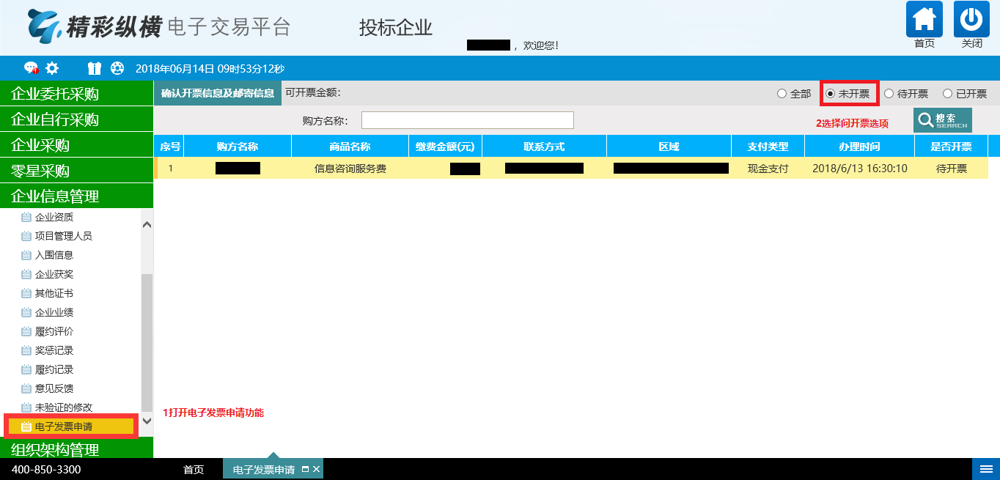 精彩纵横 电子交易平台
投标企业
，欢迎您！
首页
关闭
2018年06月14日 09时53分12秒
企业委托采购
企业自行采购
企业采购
零星采购
企业信息管理
企业资质
项目管理人员
入围信息
企业获奖
其他证书
企业业绩
履约评价
奖惩记录
履约记录
意见反馈
未验证的修改
电子发票申请
组织架构管理
确认开票信息及邮寄信息 可开票金额：
全部 未开票 待开票 已开票
购方名称：
2选择问开票选项
搜索
SEARCH
序号 购方名称 商品名称 缴费金额(元) 联系方式 区域 支付类型 办理时间 是否开票
1 信息咨询服务费 现金支付 2018/6/13 16:30:10 待开票
1打开电子发票申请功能
400-850-3300 首页 电子发票申请